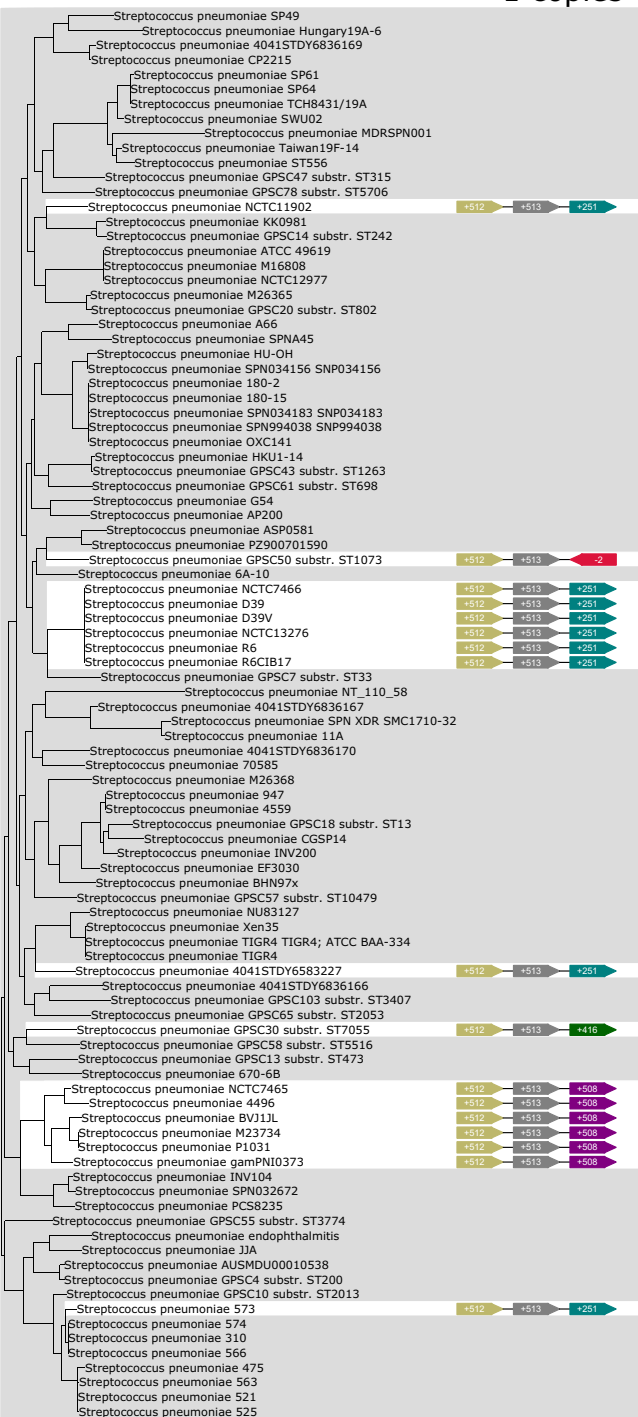 copies
Streptococcus pneumoniae SP49
Streptococcus pneumoniae Hungary19A-6
Streptococcus pneumoniae 4041STDY6836169
Streptococcus pneumoniae CP2215
Streptococcus pneumoniae SP61
Streptococcus pneumoniae SP64
Streptococcus pneumoniae TCH8431/19A
Streptococcus pneumoniae SWU02
Streptococcus pneumoniae MDRSPN001
Streptococcus pneumoniae Taiwan19F-14
Streptococcus pneumoniae ST556
Streptococcus pneumoniae GPSC47 substr. ST315
Streptococcus pneumoniae GPSC78 substr. ST5706
Streptococcus pneumoniae NCTC11902 +512 +513 +251
Streptococcus pneumoniae KK0981
Streptococcus pneumoniae GPSC14 substr. ST242
Streptococcus pneumoniae ATCC 49619
Streptococcus pneumoniae M16808
Streptococcus pneumoniae NCTC12977
Streptococcus pneumoniae M26365
Streptococcus pneumoniae GPSC20 substr. ST802
Streptococcus pneumoniae A66
Streptococcus pneumoniae SPNA45
Streptococcus pneumoniae HU-OH
Streptococcus pneumoniae SPN034156 SNP034156
Streptococcus pneumoniae 180-2
Streptococcus pneumoniae 180-15
Streptococcus pneumoniae SPN034183 SNP034183
Streptococcus pneumoniae SPN994038 SNP994038
Streptococcus pneumoniae OXC141
Streptococcus pneumoniae HKU1-14
Streptococcus pneumoniae GPSC43 substr. ST1263
Streptococcus pneumoniae GPSC61 substr. ST698
Streptococcus pneumoniae G54
Streptococcus pneumoniae AP200
Streptococcus pneumoniae ASP0581
Streptococcus pneumoniae PZ900701590
Streptococcus pneumoniae GPSC50 substr. ST1073 +512 +513 -2
Streptococcus pneumoniae 6A-10
Streptococcus pneumoniae NCTC7466 +512 +513 +251
Streptococcus pneumoniae D39 +512 +513 +251
Streptococcus pneumoniae D39V +512 +513 +251
Streptococcus pneumoniae NCTC13276 +512 +513 +251
Streptococcus pneumoniae R6 +512 +513 +251
Streptococcus pneumoniae R6CIB17 +512 +513 +251
Streptococcus pneumoniae GPSC7 substr. ST33
Streptococcus pneumoniae NT_110_58
Streptococcus pneumoniae 4041STDY6836167
Streptococcus pneumoniae SPN XDR SMC1710-32
Streptococcus pneumoniae 11A
Streptococcus pneumoniae 4041STDY6836170
Streptococcus pneumoniae 70585
Streptococcus pneumoniae M26368
Streptococcus pneumoniae 947
Streptococcus pneumoniae 4559
Streptococcus pneumoniae GPSC18 substr. ST13
Streptococcus pneumoniae CGSP14
Streptococcus pneumoniae INV200
Streptococcus pneumoniae EF3030
Streptococcus pneumoniae BHN97x
Streptococcus pneumoniae GPSC57 substr. ST10479
Streptococcus pneumoniae NU83127
Streptococcus pneumoniae Xen35
Streptococcus pneumoniae TIGR4 TIGR4; ATCC BAA-334
Streptococcus pneumoniae TIGR4
Streptococcus pneumoniae 4041STDY6583227 +512 +513 +251
Streptococcus pneumoniae 4041STDY6836166
Streptococcus pneumoniae GPSC103 substr. ST3407
Streptococcus pneumoniae GPSC65 substr. ST2053
Streptococcus pneumoniae GPSC30 substr. ST7055 +512 +513 +416
Streptococcus pneumoniae GPSC58 substr. ST5516
Streptococcus pneumoniae GPSC13 substr. ST473
Streptococcus pneumoniae 670-6B
Streptococcus pneumoniae NCTC7465 +512 +513 +508
Streptococcus pneumoniae 4496 +512 +513 +508
Streptococcus pneumoniae BVJ1JL +512 +513 +508
Streptococcus pneumoniae M23734 +512 +513 +508
Streptococcus pneumoniae P1031 +512 +513 +508
Streptococcus pneumoniae gamPNI0373 +512 +513 +508
Streptococcus pneumoniae INV104
Streptococcus pneumoniae SPN032672
Streptococcus pneumoniae PCS8235
Streptococcus pneumoniae GPSC55 substr. ST3774
Streptococcus pneumoniae endophthalmitis
Streptococcus pneumoniae JJA
Streptococcus pneumoniae AUSMDU00010538
Streptococcus pneumoniae GPSC4 substr. ST200
Streptococcus pneumoniae GPSC10 substr. ST2013
Streptococcus pneumoniae 573 +512 +513 +251
Streptococcus pneumoniae 574
Streptococcus pneumoniae 310
Streptococcus pneumoniae 566
Streptococcus pneumoniae 475
Streptococcus pneumoniae 563
Streptococcus pneumoniae 521
Streptococcus pneumoniae 525